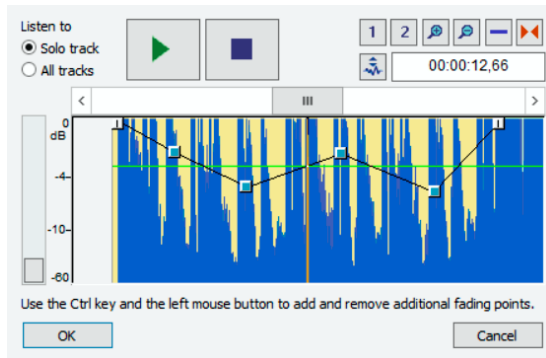 Listen to
Solo track
All tracks
1 2
00:00:12,66
0
dB
-4-
-10-
-60
Use the Ctrl key and the left mouse button to add and remove additional fading points.
OK
Cancel